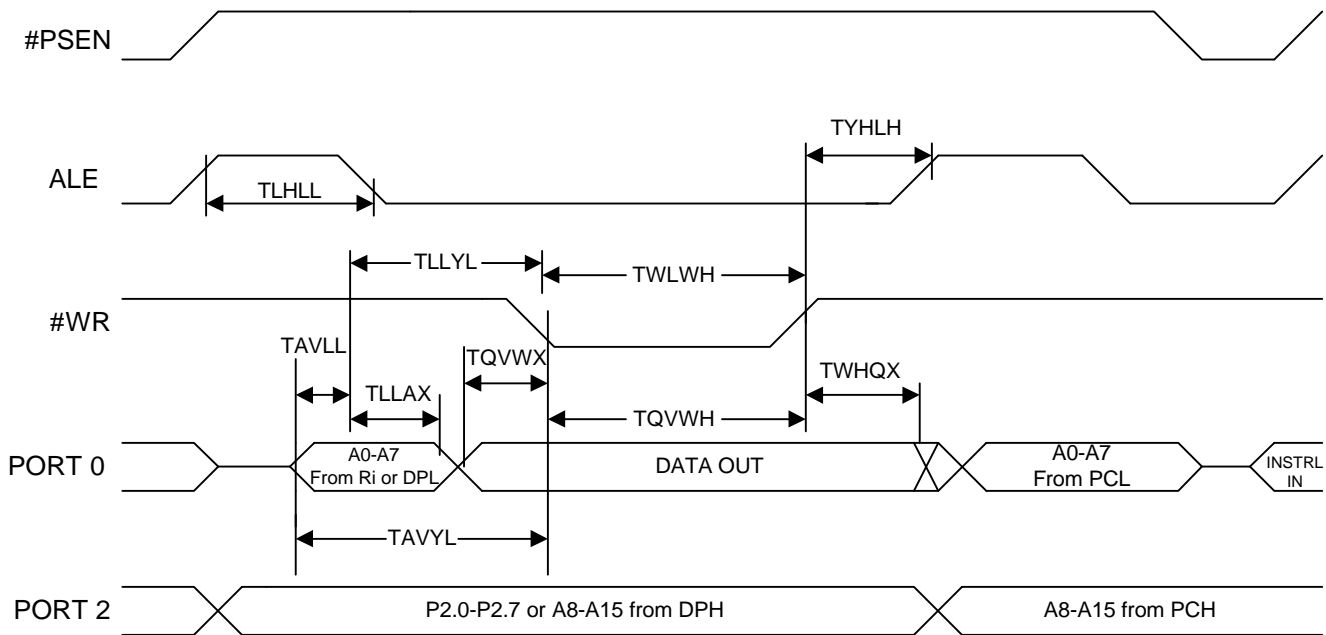 #PSEN
TYHLH
ALE
TLHLL
TLLYL
TWLWH
#WR
TAVLL
TQVWX
TWHQX
TLLAX
TQVWH
PORT 0
A0-A7
From Ri or DPL
DATA OUT
A0-A7
From PCL
INSTRL
IN
TAVYL
PORT 2
P2.0-P2.7 or A8-A15 from DPH
A8-A15 from PCH